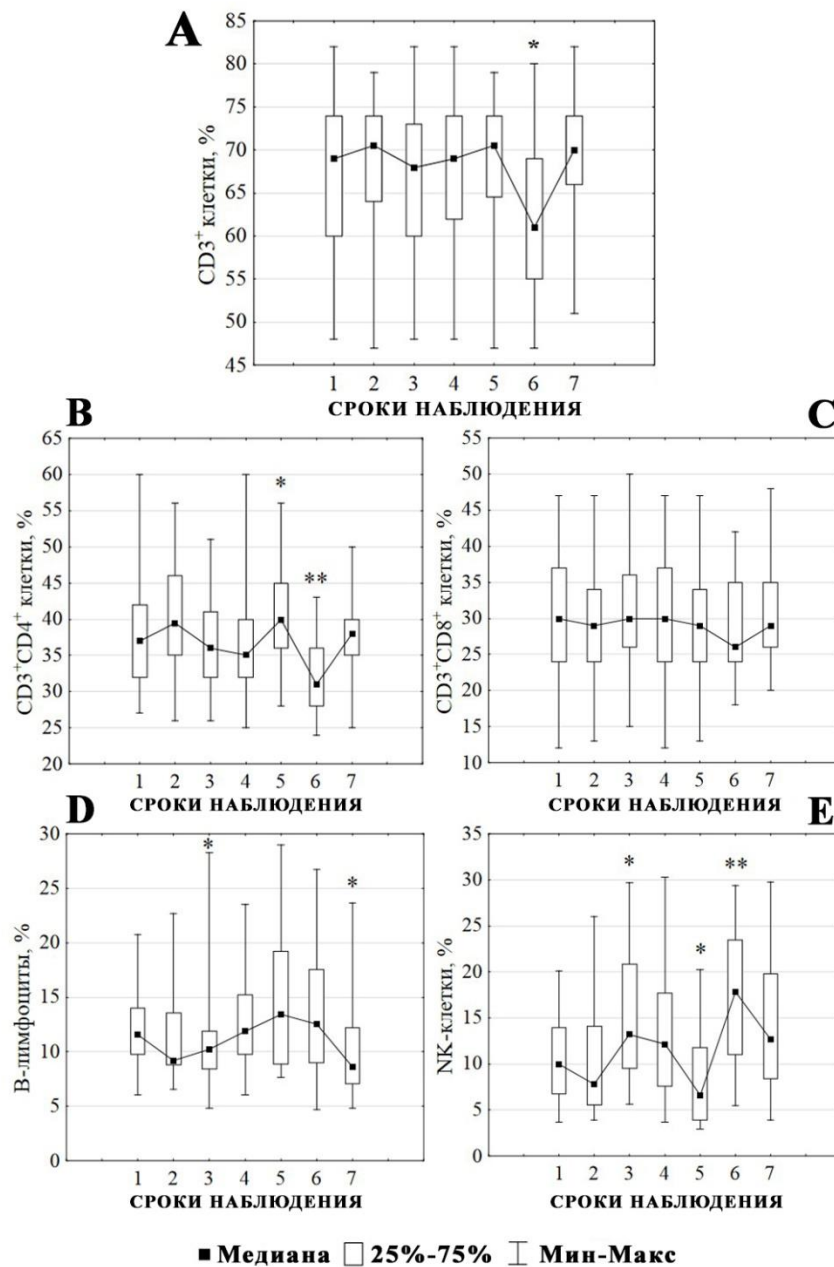 A
*
85
80
75
70
65
60
55
50
45
CD3⁺ клетки, %
1 2 3 4 5 6 7
СРОКИ НАБЛЮДЕНИЯ
B
65
60
55
50
45
40
35
30
25
20
CD3⁺CD4⁺ клетки, %
*
**
1 2 3 4 5 6 7
СРОКИ НАБЛЮДЕНИЯ
C
55
50
45
40
35
30
25
20
15
10
CD3⁺CD8⁺ клетки, %
1 2 3 4 5 6 7
СРОКИ НАБЛЮДЕНИЯ
D
30
25
20
15
10
5
0
В-лимфоциты, %
*
*
1 2 3 4 5 6 7
СРОКИ НАБЛЮДЕНИЯ
E
35
30
25
20
15
10
5
0
NK-клетки, %
*
*
**
1 2 3 4 5 6 7
СРОКИ НАБЛЮДЕНИЯ
Медиана 25%-75% Мин-Макс